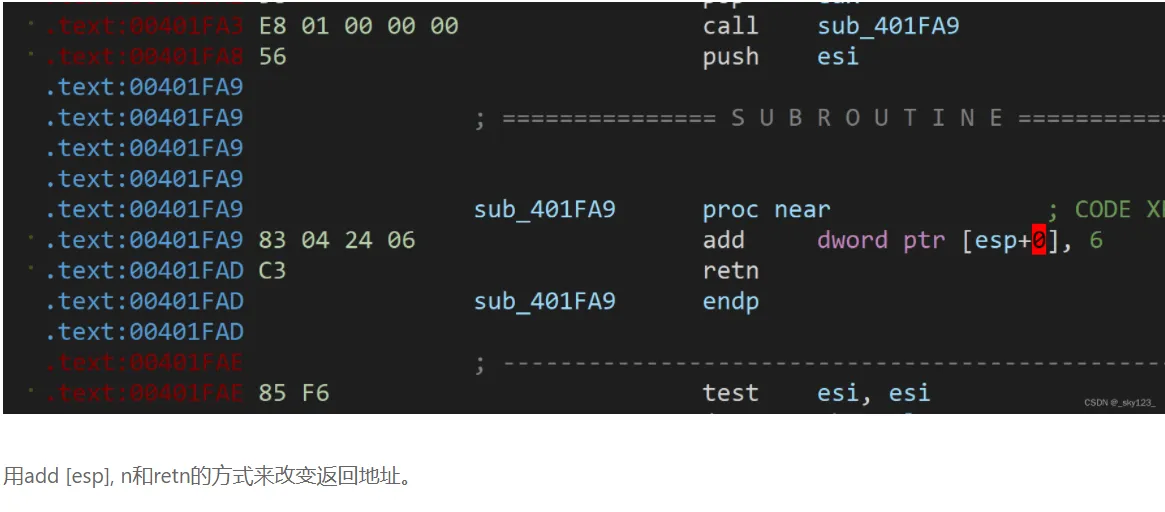 .text:00401FA3 E8 01 00 00 00 call sub_401FA9
.text:00401FA8 56 push esi
.text:00401FA9
.text:00401FA9 ; =============== S U B R O U T I N E ===========
.text:00401FA9
.text:00401FA9
.text:00401FA9 sub_401FA9 proc near ; CODE
.text:00401FA9 83 04 24 06 add dword ptr [esp+0], 6
.text:00401FAD C3 retn
.text:00401FAD sub_401FA9 endp
.text:00401FAD
.text:00401FAE ; ---------------------------------------------
.text:00401FAE 85 F6 test esi, esi
CSDN @_sky123_
用add [esp], n和retn的方式来改变返回地址。